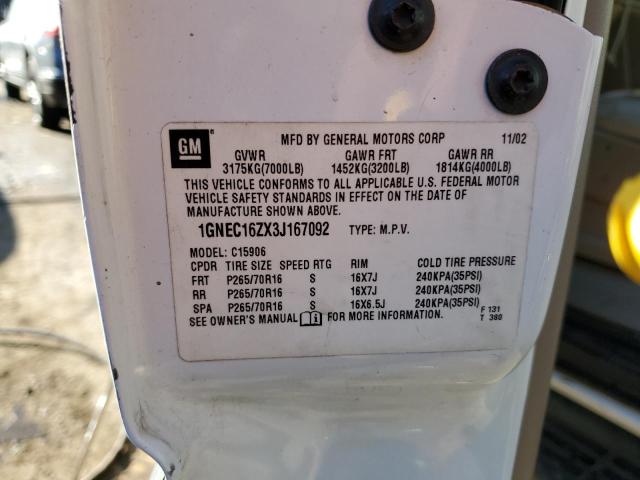 GM
MFD BY GENERAL MOTORS CORP 11/02
GVWR GAWR FRT GAWR RR
3175KG(7000LB) 1452KG(3200LB) 1814KG(4000LB)
THIS VEHICLE CONFORMS TO ALL APPLICABLE U.S. FEDERAL MOTOR
VEHICLE SAFETY STANDARDS IN EFFECT ON THE DATE OF
MANUFACTURE SHOWN ABOVE.
1GNEC16ZX3J167092 TYPE: M.P.V.
MODEL: C15906
CPDR TIRE SIZE SPEED RTG RIM COLD TIRE PRESSURE
FRT P265/70R16 S 16X7J 240KPA(35PSI)
RR P265/70R16 S 16X7J 240KPA(35PSI)
SPA P265/70R16 S 16X6.5J 240KPA(35PSI)
SEE OWNER'S MANUAL FOR MORE INFORMATION. F 131
T 380